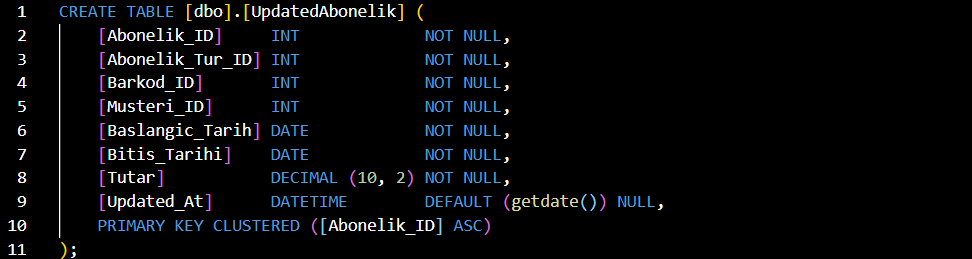 1 CREATE TABLE [dbo].[UpdatedAbonelik] (
2 [Abonelik_ID] INT NOT NULL,
3 [Abonelik_Tur_ID] INT NOT NULL,
4 [Barkod_ID] INT NOT NULL,
5 [Musteri_ID] INT NOT NULL,
6 [Baslangic_Tarih] DATE NOT NULL,
7 [Bitis_Tarihi] DATE NOT NULL,
8 [Tutar] DECIMAL (10, 2) NOT NULL,
9 [Updated_At] DATETIME DEFAULT (getdate()) NULL,
10 PRIMARY KEY CLUSTERED ([Abonelik_ID] ASC)
11 );